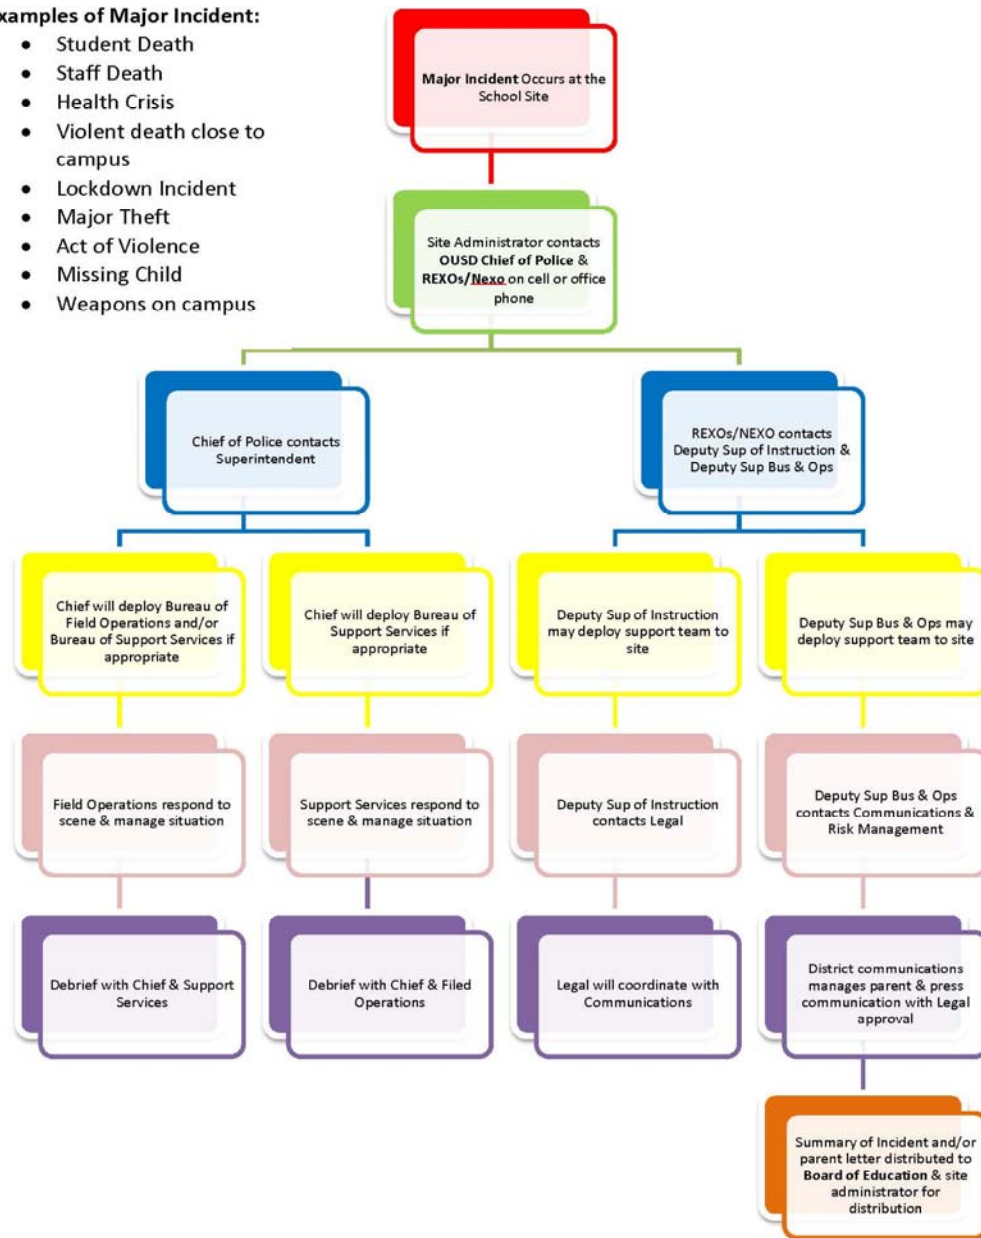 xamples of Major Incident:
• Student Death
• Staff Death
• Health Crisis
• Violent death close to
campus
• Lockdown Incident
• Major Theft
• Act of Violence
• Missing Child
• Weapons on campus
Major Incident Occurs at the
School Site
Site Administrator contacts
OUSD Chief of Police &
REXOs/Nexo on cell or office
phone
Chief of Police contacts
Superintendent
REXOs/NEXO contacts
Deputy Sup of Instruction &
Deputy Sup Bus & Ops
Chief will deploy Bureau of
Field Operations and/or
Bureau of Support Services if
appropriate
Chief will deploy Bureau of
Support Services if
appropriate
Deputy Sup of Instruction
may deploy support team to
site
Deputy Sup Bus & Ops may
deploy support team to site
Field Operations respond to
scene & manage situation
Support Services respond to
scene & manage situation
Deputy Sup of Instruction
contacts Legal
Deputy Sup Bus & Ops
contacts Communications &
Risk Management
Debrief with Chief & Support
Services
Debrief with Chief & Filed
Operations
Legal will coordinate with
Communications
District communications
manages parent & press
communication with Legal
approval
Summary of Incident and/or
parent letter distributed to
Board of Education & site
administrator for
distribution